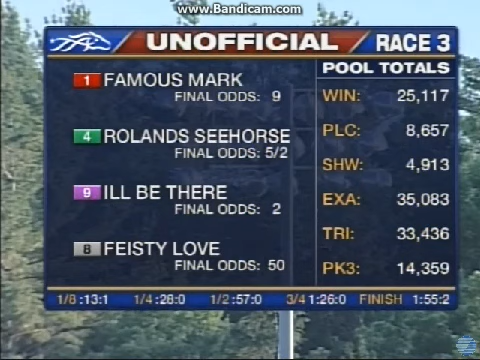 www.Bandicam.com
UNOFFICIAL / RACE 3
1 FAMOUS MARK
FINAL ODDS: 9
4 ROLANDS SEEHORSE
FINAL ODDS: 5/2
9 ILL BE THERE
FINAL ODDS: 2
8 FEISTY LOVE
FINAL ODDS: 50
POOL TOTALS
WIN: 25,117
PLC: 8,657
SHW: 4,913
EXA: 35,083
TRI: 33,436
PK3: 14,359
1/8 :13:1 1/4 :28:0 1/2 :57:0 3/4 1:26:0 FINISH 1:55:2